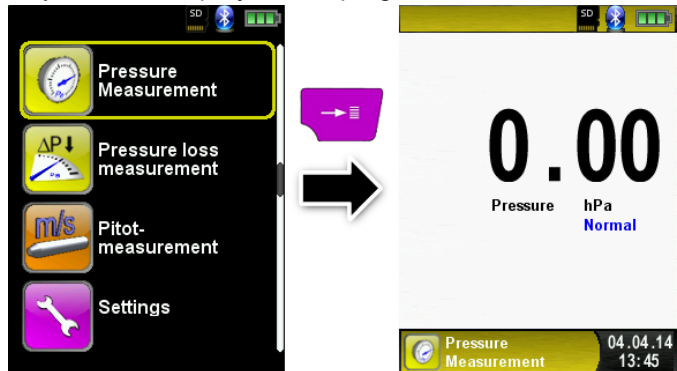 SD
Pressure
Measurement
ΔP
Pa
Pressure loss
measurement
m/s
Pitot-
measurement
Settings
SD
0.00
Pressure hPa
Normal
Pressure
Measurement
04.04.14
13:45